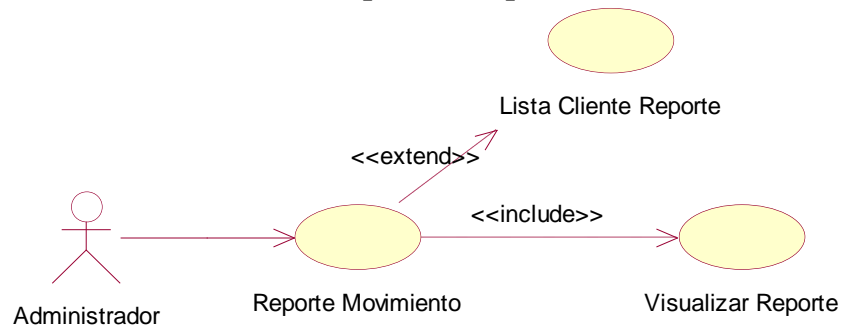 Lista Cliente Reporte
<<extend>>
<<include>>
Administrador
Reporte Movimiento
Visualizar Reporte